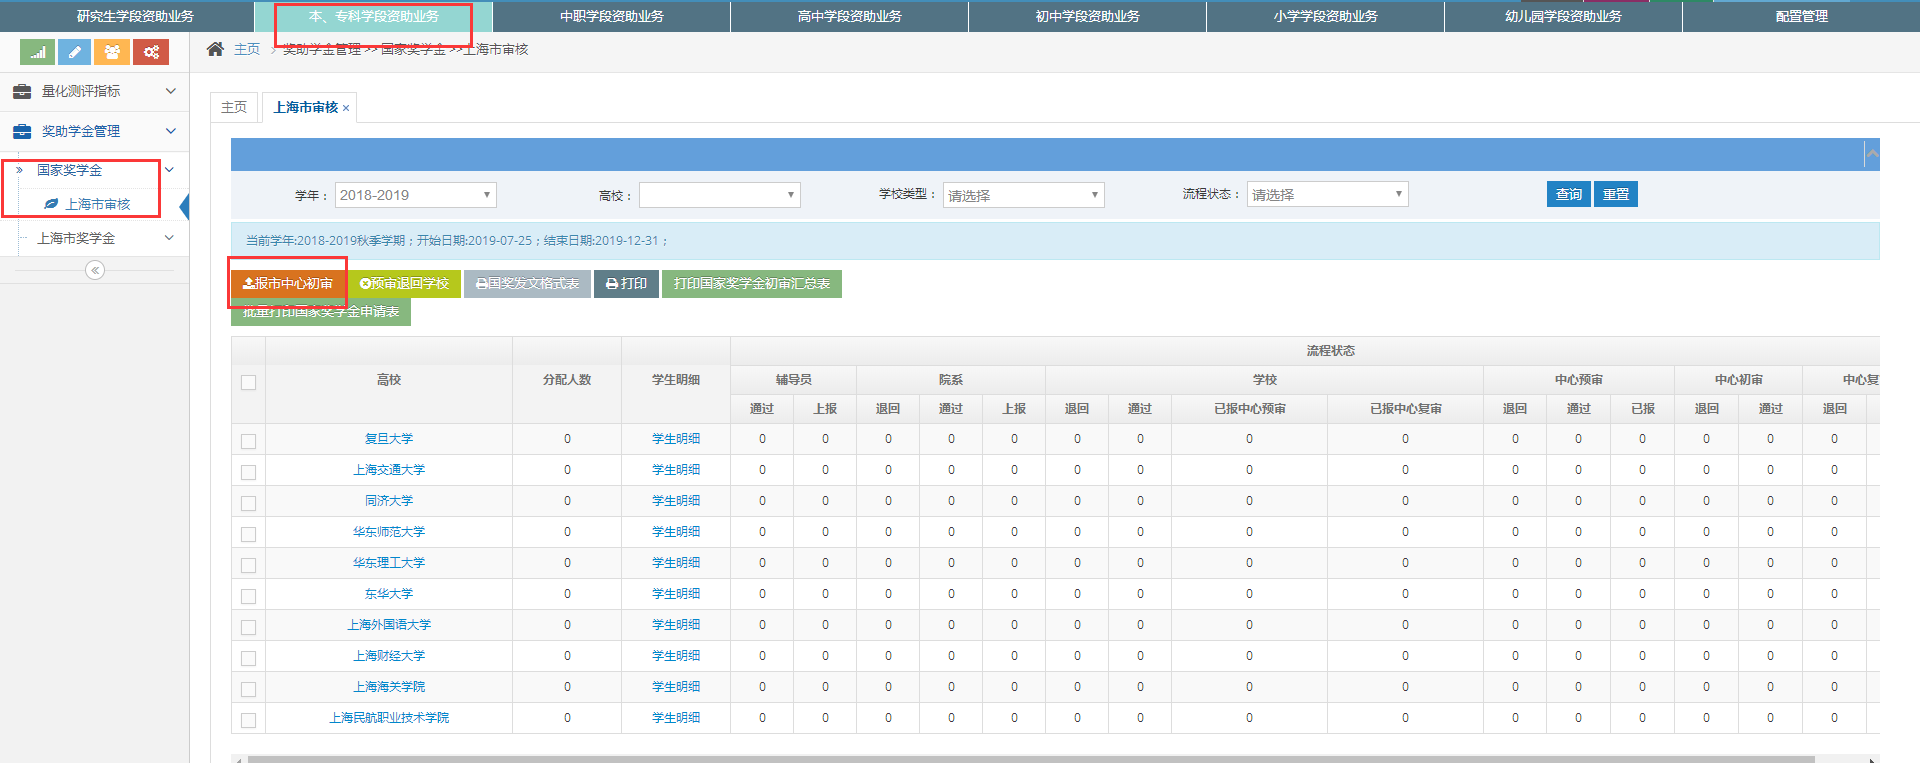 研究生学段资助业务 本、专科学段资助业务 中职学段资助业务 高中学段资助业务 初中学段资助业务 小学学段资助业务 幼儿园学段资助业务 配置管理
主页 > 奖助学金管理 >> 国家奖学金 >>上海市审核
量化测评指标
奖助学金管理
» 国家奖学金
上海市审核
上海市奖学金
«
主页 上海市审核 ×
学年： 2018-2019 高校： 学校类型： 请选择 流程状态： 请选择 查询 重置
当前学年:2018-2019秋季学期；开始日期:2019-07-25；结束日期:2019-12-31；
报市中心初审 预审退回学校 国奖发文格式表 打印 打印国家奖学金初审汇总表
批量打印国家奖学金申请表
流程状态
高校 分配人数 学生明细 辅导员 院系 学校 中心预审 中心初审 中心复
通过 上报 退回 通过 上报 退回 通过 已报中心预审 已报中心复审 退回 通过 已报 退回 通过 退回
复旦大学 0 学生明细 0 0 0 0 0 0 0 0 0 0 0 0 0 0 0
上海交通大学 0 学生明细 0 0 0 0 0 0 0 0 0 0 0 0 0 0 0
同济大学 0 学生明细 0 0 0 0 0 0 0 0 0 0 0 0 0 0 0
华东师范大学 0 学生明细 0 0 0 0 0 0 0 0 0 0 0 0 0 0 0
华东理工大学 0 学生明细 0 0 0 0 0 0 0 0 0 0 0 0 0 0 0
东华大学 0 学生明细 0 0 0 0 0 0 0 0 0 0 0 0 0 0 0
上海外国语大学 0 学生明细 0 0 0 0 0 0 0 0 0 0 0 0 0 0 0
上海财经大学 0 学生明细 0 0 0 0 0 0 0 0 0 0 0 0 0 0 0
上海海关学院 0 学生明细 0 0 0 0 0 0 0 0 0 0 0 0 0 0 0
上海民航职业技术学院 0 学生明细 0 0 0 0 0 0 0 0 0 0 0 0 0 0 0